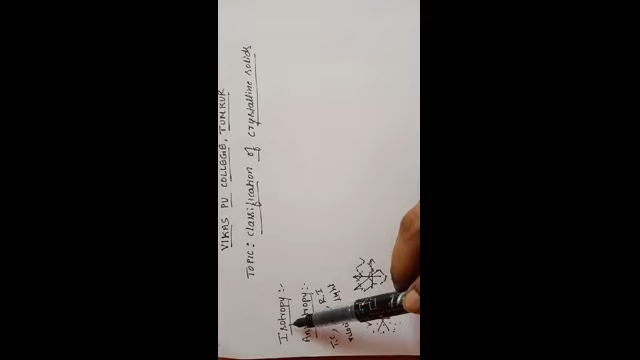 VIKAS PU COLLEGE, TUMKUR
TOPIC: Classification of crystalline solids
Isotropy :-
Anisotropy :-
T.C, R.I